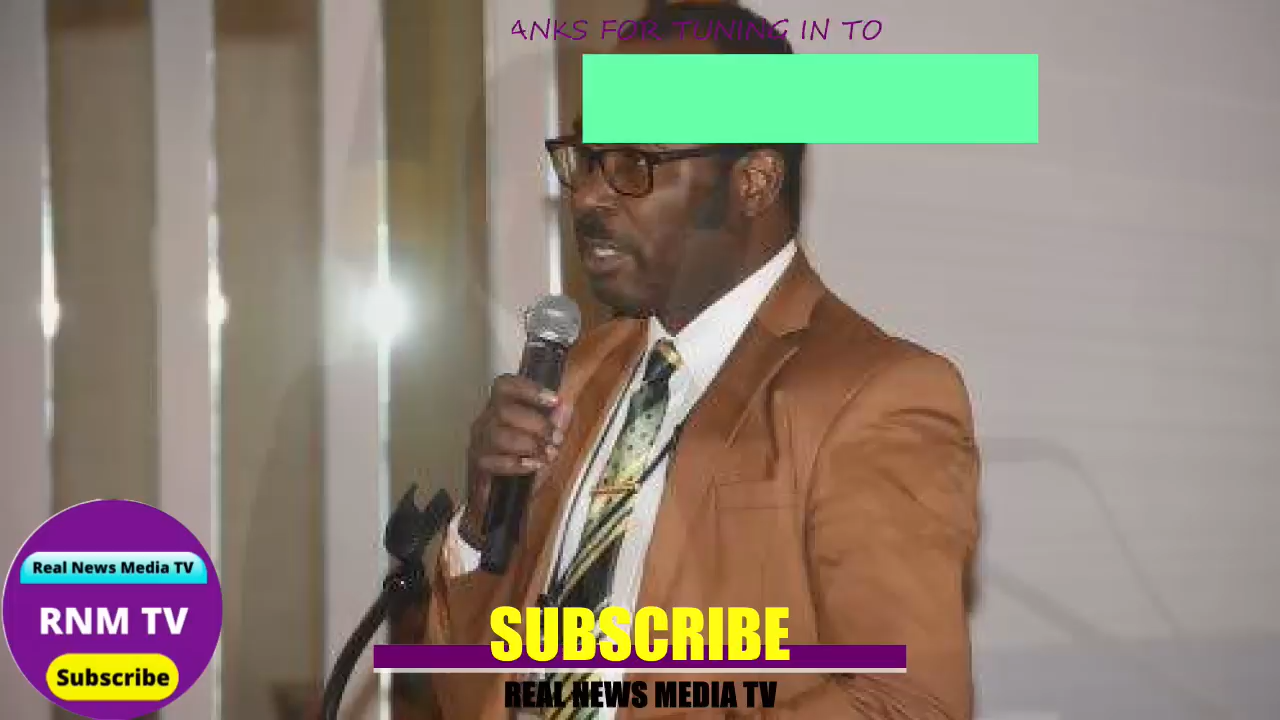 ANKS FOR TUNING IN TO
Real News Media TV
RNM TV
Subscribe
SUBSCRIBE
REAL NEWS MEDIA TV